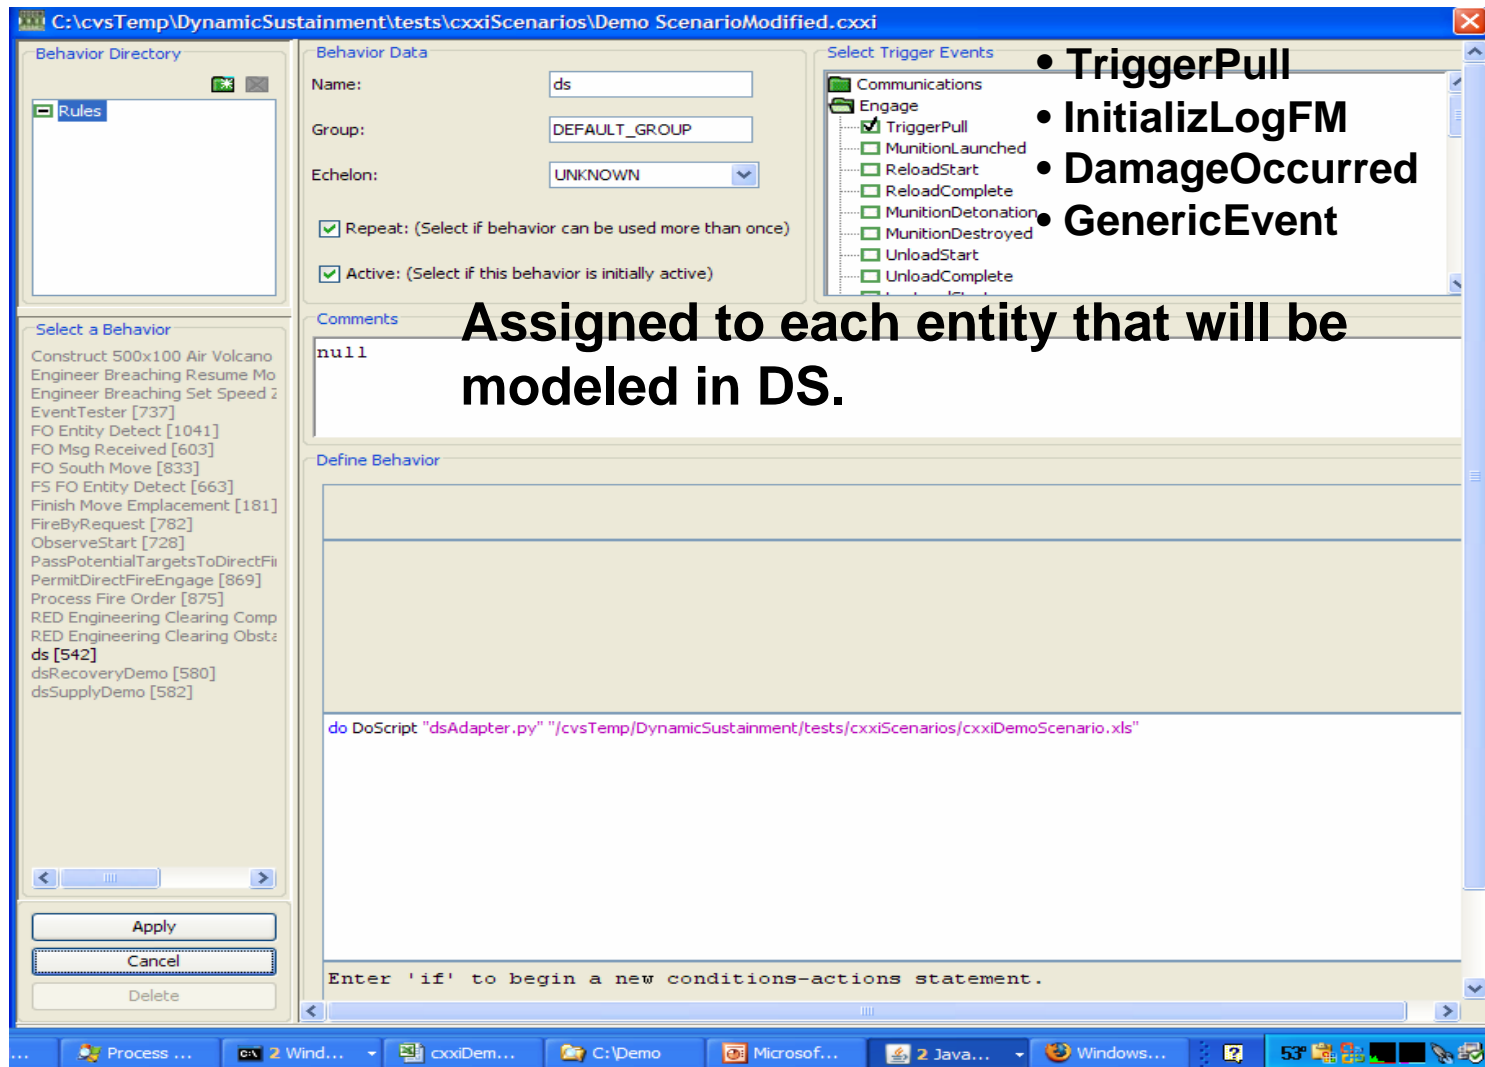 C:\cvsTemp\DynamicSustainment\tests\cxxiScenarios\Demo ScenarioModified.cxxi
Behavior Directory
Rules
Behavior Data
Name:
ds
Group:
DEFAULT_GROUP
Echelon:
UNKNOWN
Repeat: (Select if behavior can be used more than once)
Active: (Select if this behavior is initially active)
Select Trigger Events
Communications
Engage
TriggerPull
MunitionLaunched
ReloadStart
ReloadComplete
MunitionDetonation
MunitionDestroyed
UnloadStart
UnloadComplete
• TriggerPull
• InitializLogFM
• DamageOccurred
• GenericEvent
Select a Behavior
Construct 500x100 Air Volcano
Engineer Breaching Resume Mo
Engineer Breaching Set Speed Z
EventTester [737]
FO Entity Detect [1041]
FO Msg Received [603]
FO South Move [833]
FS FO Entity Detect [663]
Finish Move Emplacement [181]
FireByRequest [782]
ObserveStart [728]
PassPotentialTargetsToDirectFi
PermitDirectFireEngage [869]
Process Fire Order [875]
RED Engineering Clearing Comp
RED Engineering Clearing Obsta
ds [542]
dsRecoveryDemo [580]
dsSupplyDemo [582]
Apply
Cancel
Delete
Comments
null
Assigned to each entity that will be
modeled in DS.
Define Behavior
do DoScript "dsAdapter.py" "/cvsTemp/DynamicSustainment/tests/cxxiScenarios/cxxiDemoScenario.xls"
Enter 'if' to begin a new conditions-actions statement.
... Process ... 2 Wind... cxxiDem... C:\Demo Microsof... 2 Java... Windows... 53°